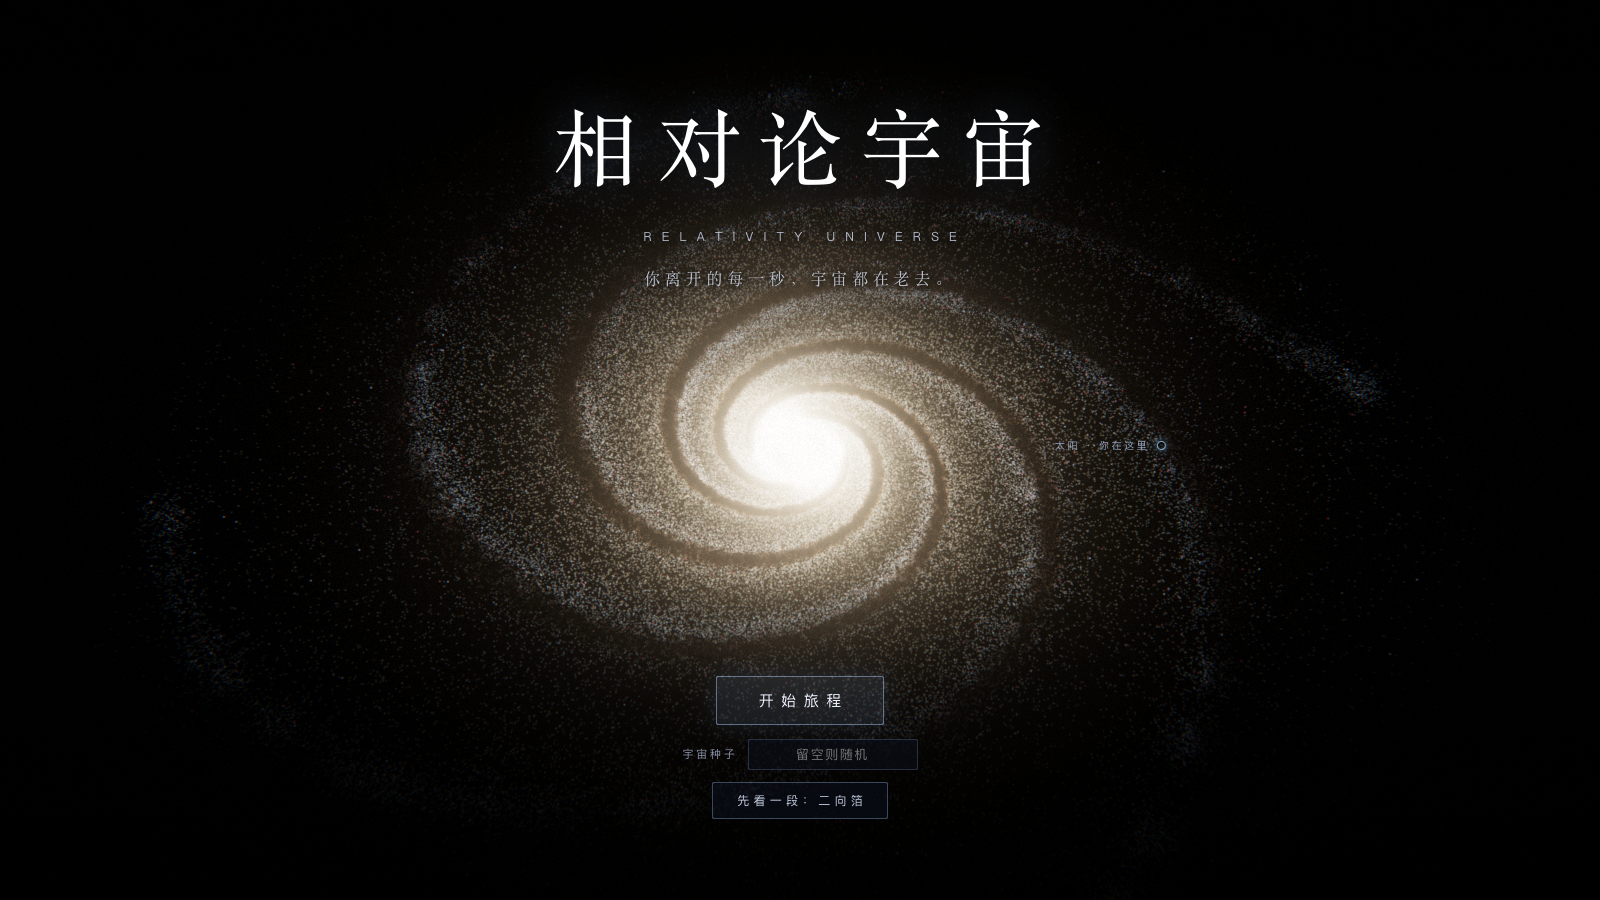 相对论宇宙
RELATIVITY UNIVERSE
你离开的每一秒，宇宙都在老去。
太阳 · 你在这里
开始旅程
宇宙种子 留空则随机
先看一段：二向箔